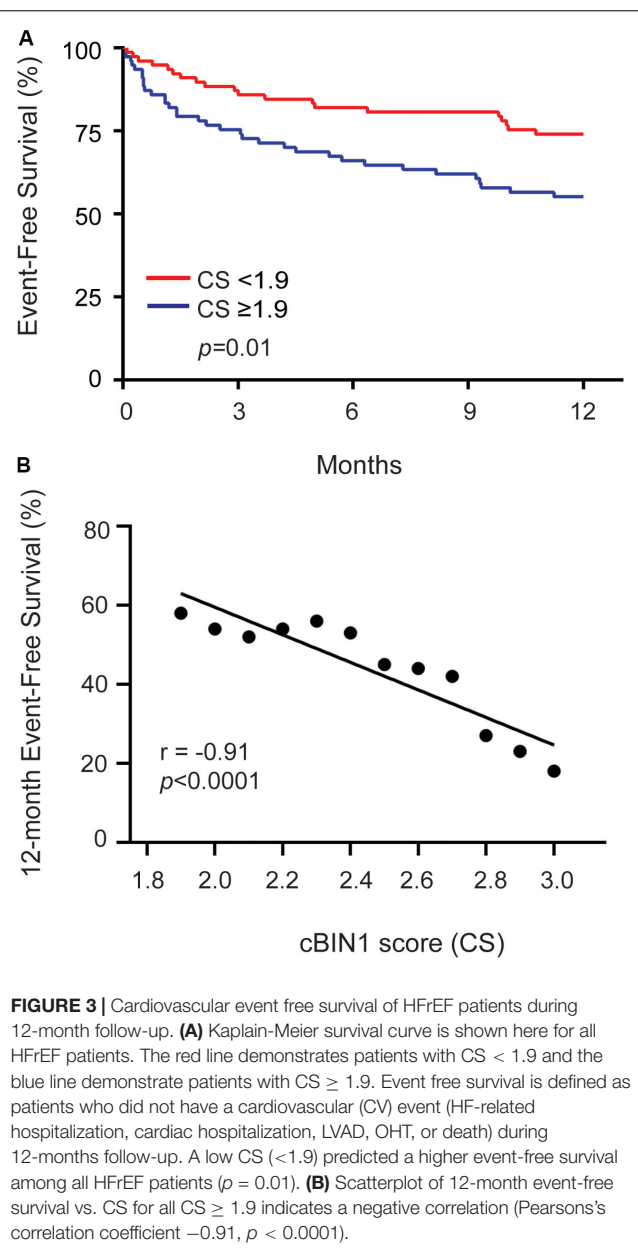 A
Event-Free Survival (%)
100
75
50
25
0
CS <1.9
CS ≥1.9
p=0.01
0 3 6 9 12
Months
B
12-month Event-Free Survival (%)
80
60
40
20
0
r = -0.91
p<0.0001
1.8 2.0 2.2 2.4 2.6 2.8 3.0
cBIN1 score (CS)
FIGURE 3 | Cardiovascular event free survival of HFrEF patients during
12-month follow-up. (A) Kaplan-Meier survival curve is shown here for all
HFrEF patients. The red line demonstrates patients with CS < 1.9 and the
blue line demonstrate patients with CS ≥ 1.9. Event free survival is defined as
patients who did not have a cardiovascular (CV) event (HF-related
hospitalization, cardiac hospitalization, LVAD, OHT, or death) during
12-months follow-up. A low CS (<1.9) predicted a higher event-free survival
among all HFrEF patients (p = 0.01). (B) Scatterplot of 12-month event-free
survival vs. CS for all CS ≥ 1.9 indicates a negative correlation (Pearsons's
correlation coefficient −0.91, p < 0.0001).